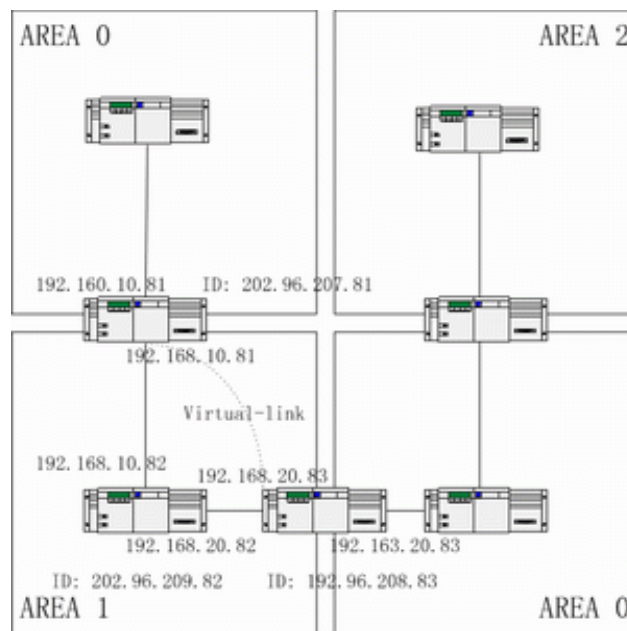 AREA 0
AREA 2
192.160.10.81
ID: 202.96.207.81
192.168.10.81
Virtual-link
192.168.10.82
192.168.20.83
192.168.20.82
192.163.20.83
ID: 202.96.209.82
ID: 192.96.208.83
AREA 1
AREA 0